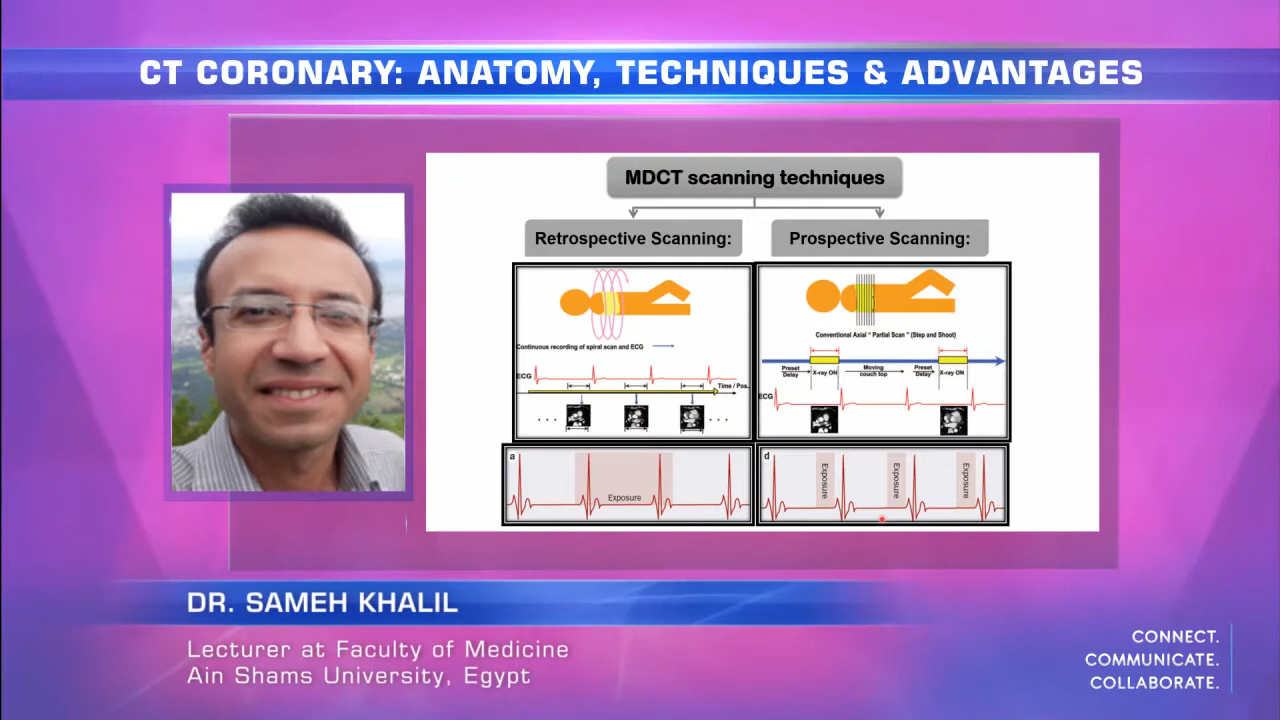 CT CORONARY: ANATOMY, TECHNIQUES & ADVANTAGES
MDCT scanning techniques
Retrospective Scanning:
Prospective Scanning:
Continuous recording of spiral scan and ECG
ECG
Time / Pos.
Conventional Axial " Partial Scan " (Step and Shoot)
Preset
Delay
X-ray ON
Moving
couch top
Preset
Delay
X-ray ON
ECG
a
Exposure
d
Exposure
Exposure
Exposure
DR. SAMEH KHALIL
Lecturer at Faculty of Medicine
Ain Shams University, Egypt
CONNECT.
COMMUNICATE.
COLLABORATE.